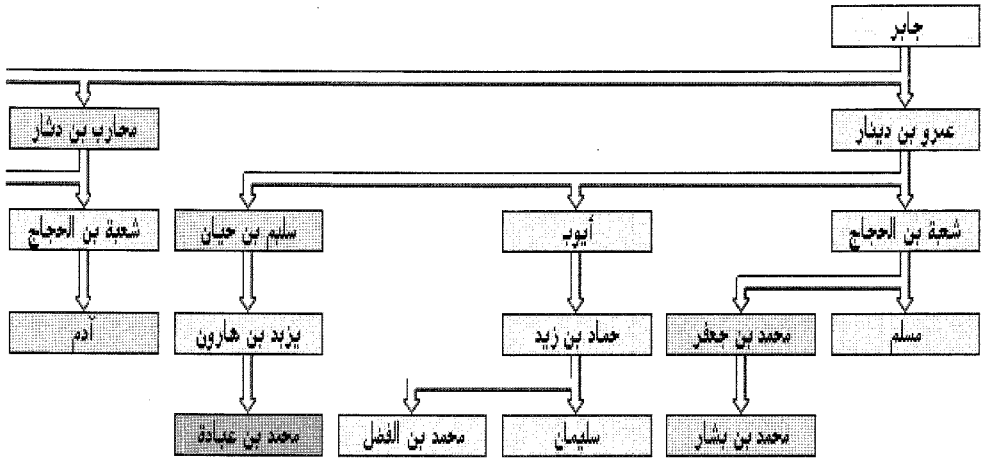 جابر
عمرو بن دينار
محارب بن دثار
شعبة بن الحجاج
أيوب
سليم بن حيان
شعبة بن الحجاج
مسلم
محمد بن جعفر
حماد بن زيد
يزيد بن هارون
آدم
محمد بن بشار
سليمان
محمد بن الفضل
محمد بن عبادة